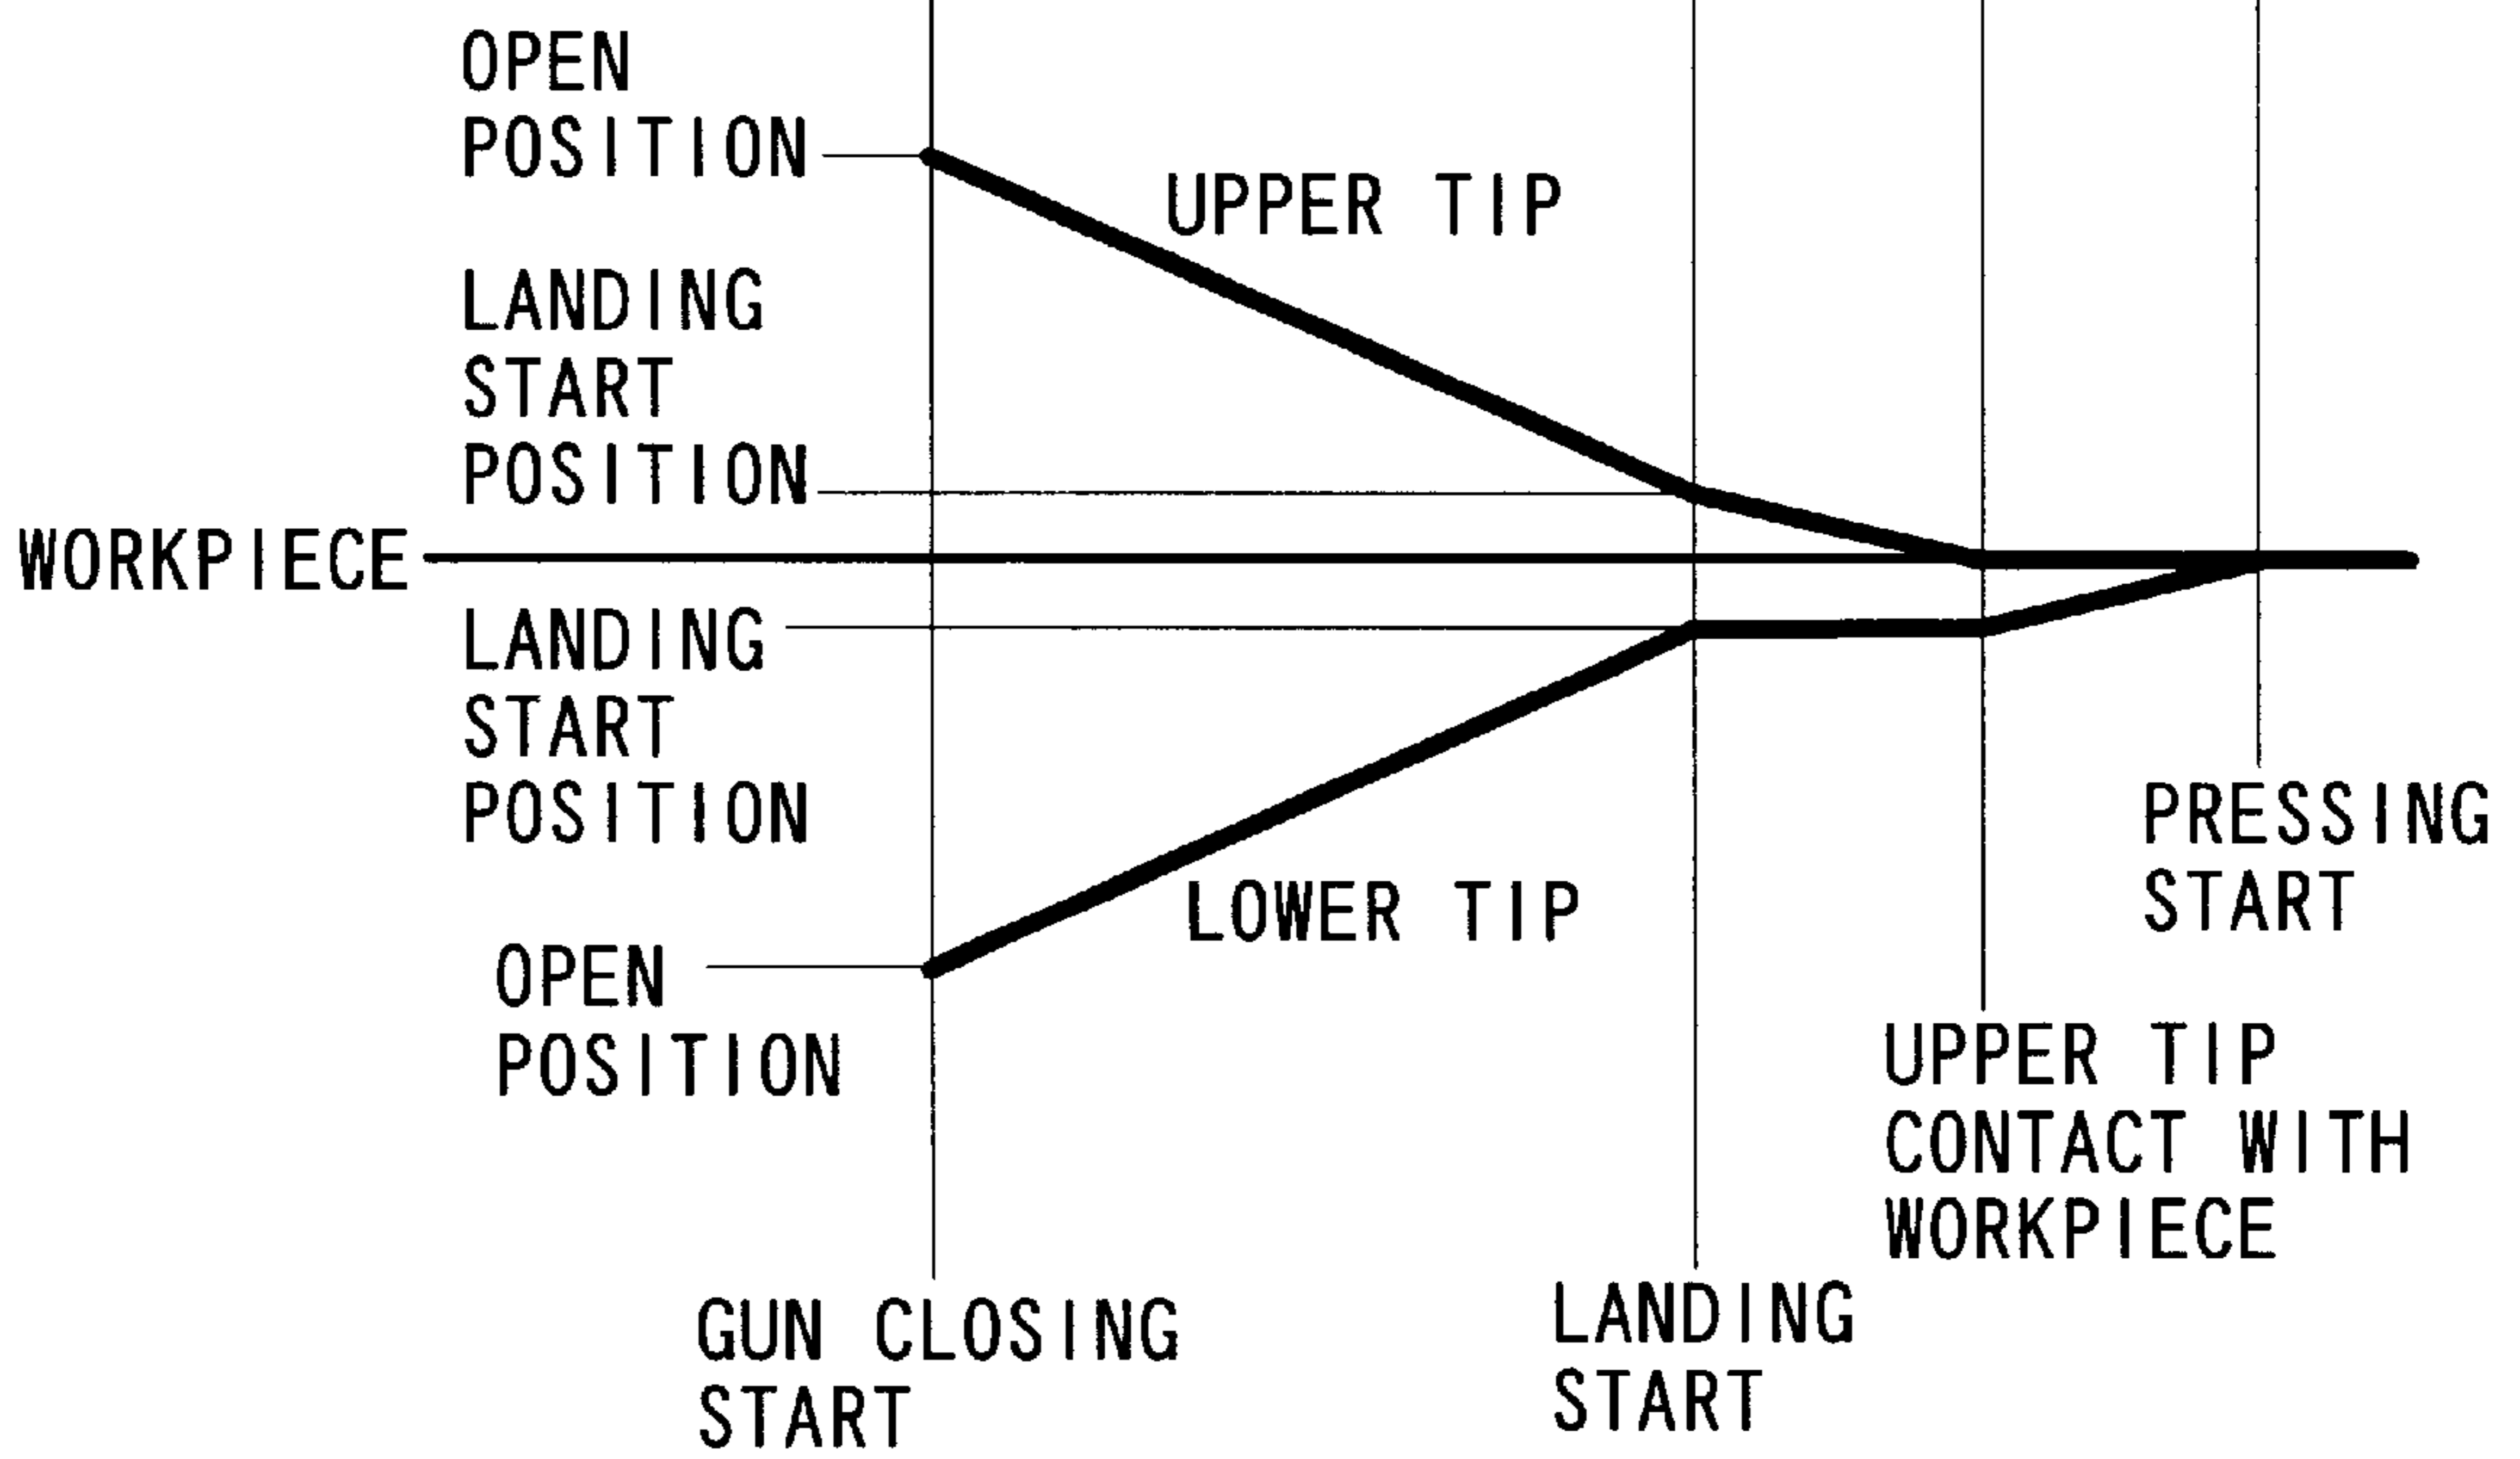 OPEN
POSITION
UPPER TIP
LANDING
START
POSITION
WORKPIECE
LANDING
START
POSITION
LOWER TIP
PRESSING
START
OPEN
POSITION
UPPER TIP
CONTACT WITH
WORKPIECE
GUN CLOSING
START
LANDING
START